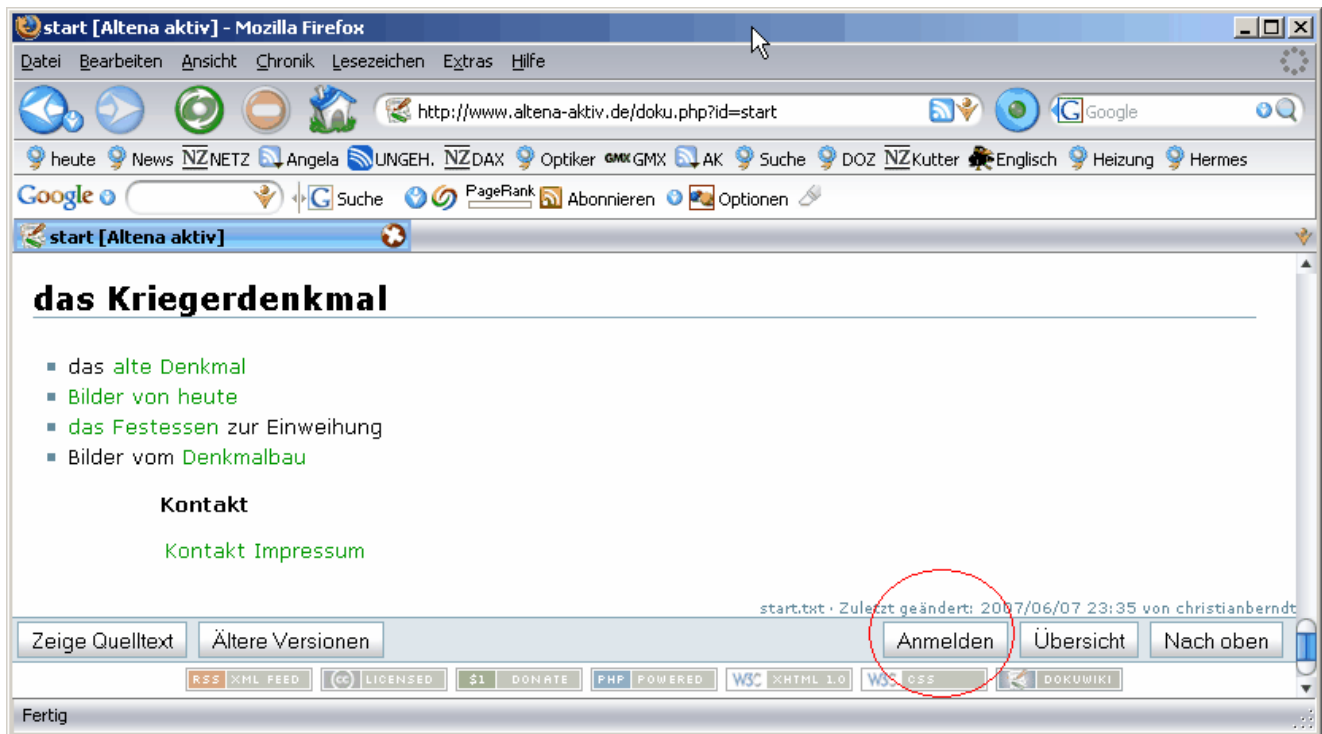 start [Altena aktiv] - Mozilla Firefox
Datei Bearbeiten Ansicht Chronik Lesezeichen Extras Hilfe
http://www.altena-aktiv.de/doku.php?id=start G Google
heute News NZ NETZ Angela UNGEH. NZ DAX Optiker GMX GMX AK Suche DOZ NZ Kutter Englisch Heizung Hermes
Google G Suche PageRank Abonnieren Optionen
start [Altena aktiv]
das Kriegerdenkmal
das alte Denkmal
Bilder von heute
das Festessen zur Einweihung
Bilder vom Denkmalbau
Kontakt
Kontakt Impressum
start.txt · Zuletzt geändert: 2007/06/07 23:35 von christianberndt
Zeige Quelltext Ältere Versionen Anmelden Übersicht Nach oben
RSS XML FEED (cc) LICENSED $1 DONATE PHP POWERED W3C XHTML 1.0 W3C CSS DOKUWIKI
Fertig